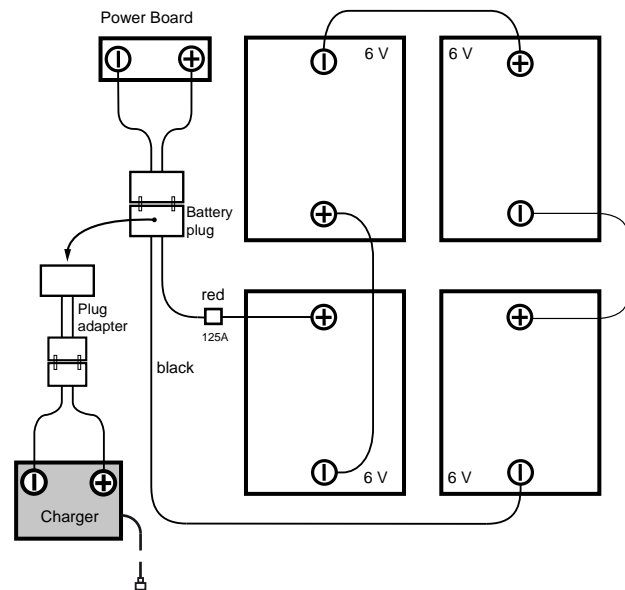 Power Board
6 V
6 V
Battery
plug
Plug
adapter
red
125A
black
6 V
6 V
Charger